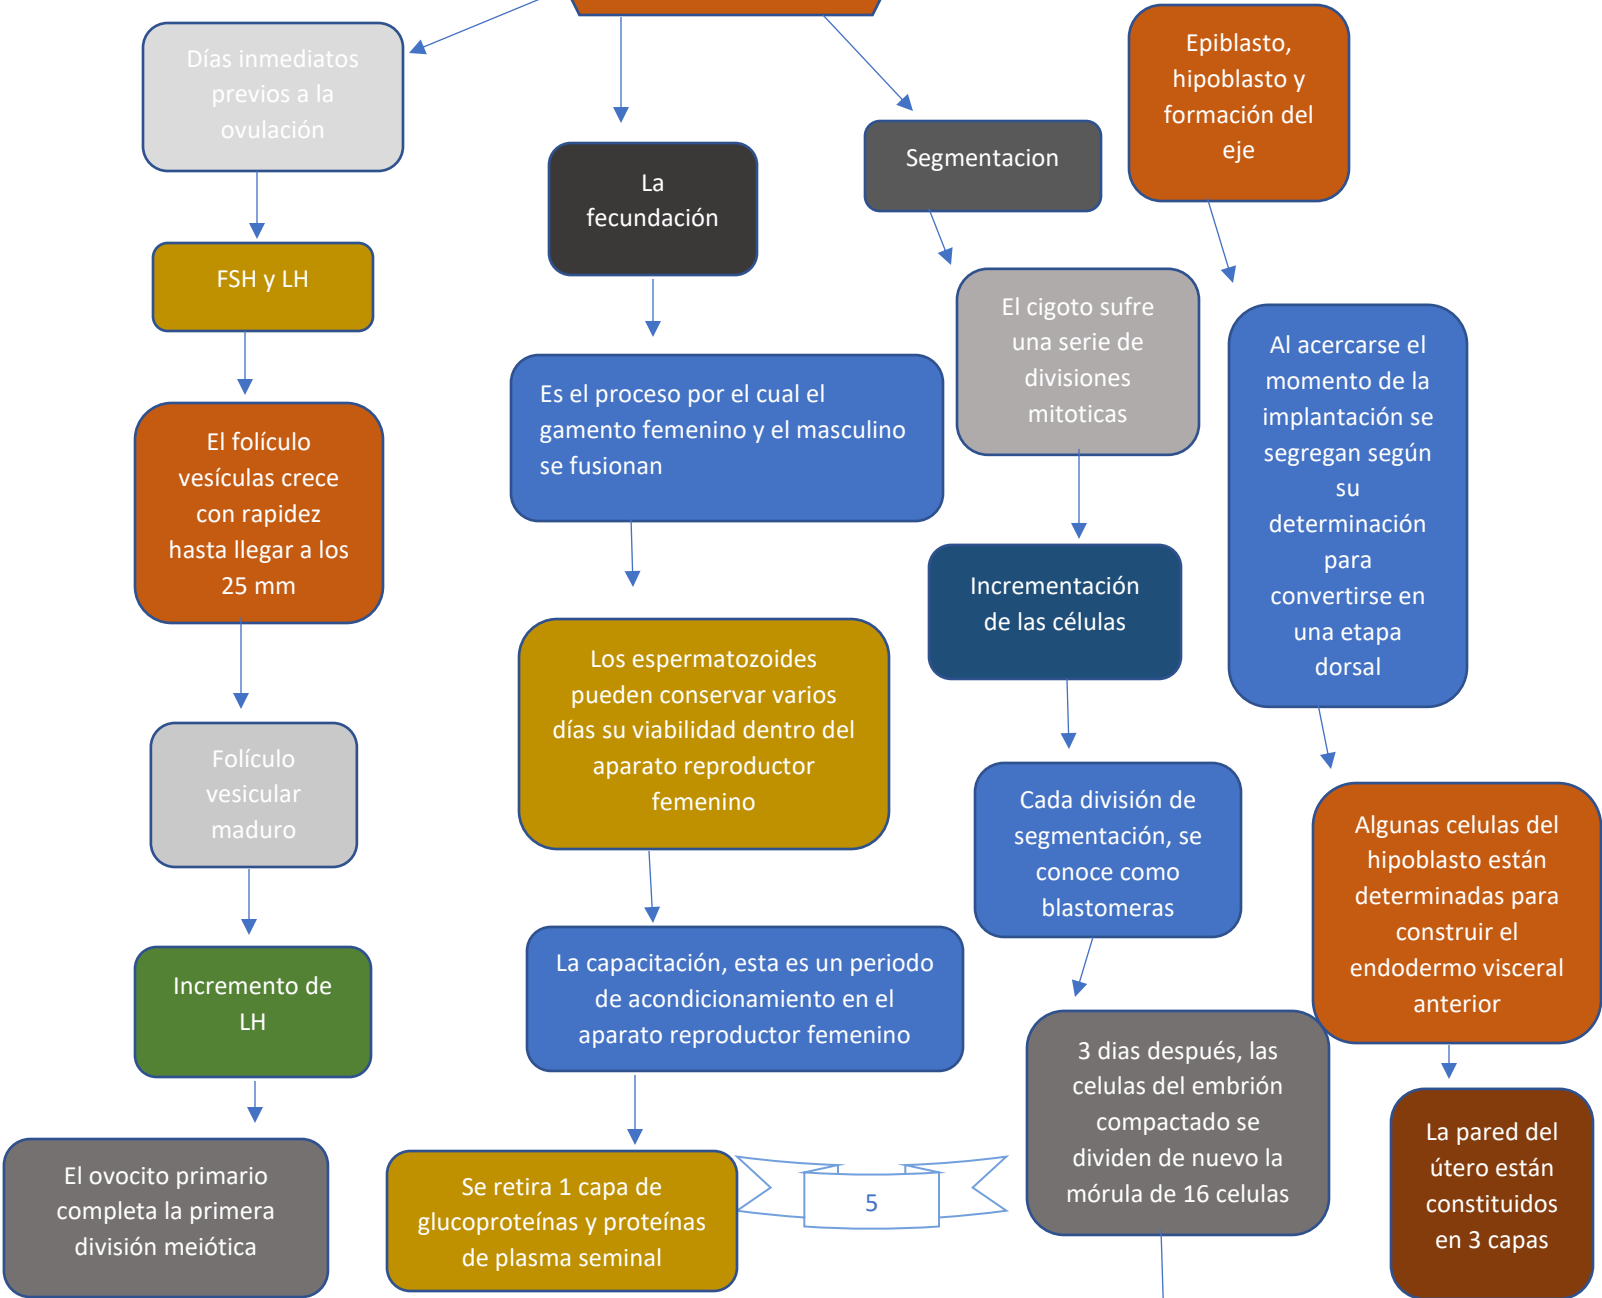 Días inmediatos
previos a la
ovulación
FSH y LH
El folículo
vesículas crece
con rapidez
hasta llegar a los
25 mm
Folículo
vesicular
maduro
Incremento de
LH
El ovocito primario
completa la primera
división meiótica
La
fecundación
Es el proceso por el cual el
gamento femenino y el masculino
se fusionan
Los espermatozoides
pueden conservar varios
días su viabilidad dentro del
aparato reproductor
femenino
La capacitación, esta es un periodo
de acondicionamiento en el
aparato reproductor femenino
Se retira 1 capa de
glucoproteínas y proteínas
de plasma seminal
Segmentacion
El cigoto sufre
una serie de
divisiones
mitoticas
Incrementación
de las células
Cada división de
segmentación, se
conoce como
blastomeras
3 dias después, las
celulas del embrión
compactado se
dividen de nuevo la
mórula de 16 celulas
Epiblasto,
hipoblasto y
formación del
eje
Al acercarse el
momento de la
implantación se
segregan según
su
determinación
para
convertirse en
una etapa
dorsal
Algunas celulas del
hipoblasto están
determinadas para
construir el
endodermo visceral
anterior
La pared del
útero están
constituidos
en 3 capas
5